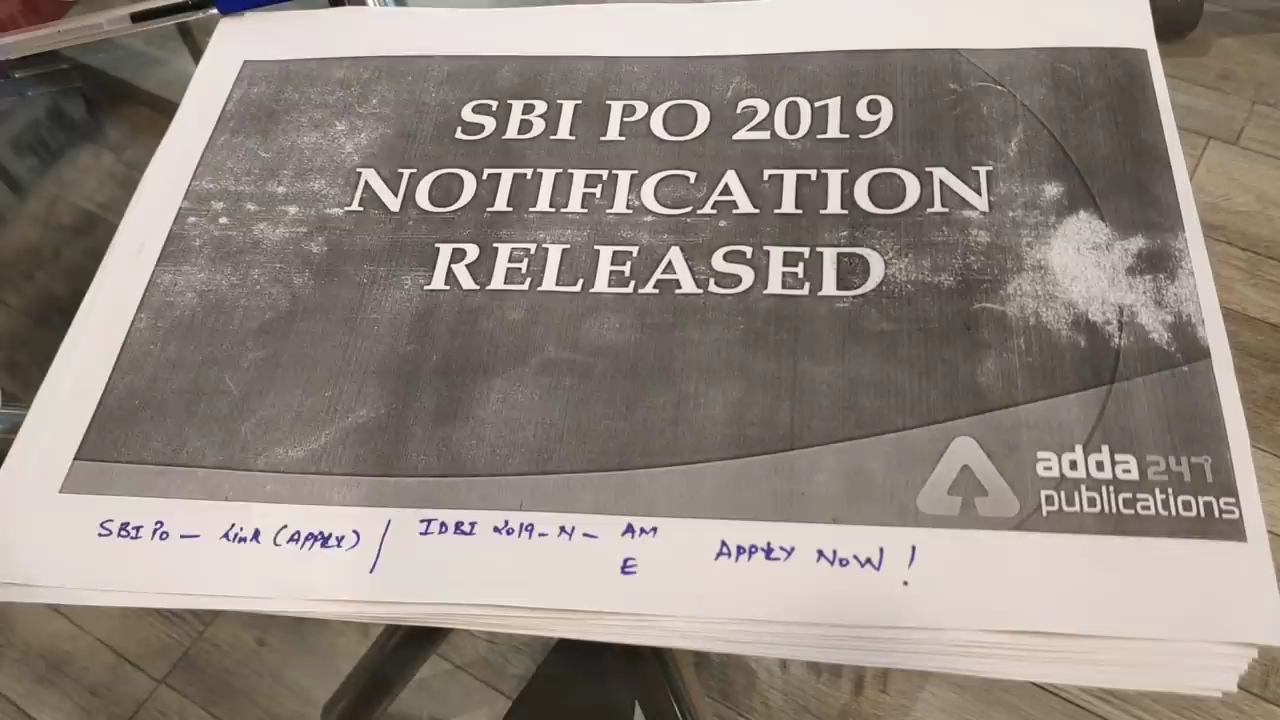 SBI PO 2019
NOTIFICATION
RELEASED
adda 247
publications
SBI Po – Link (APPLY) / IDBI 2019 – N – AM
E
APPLY NOW !